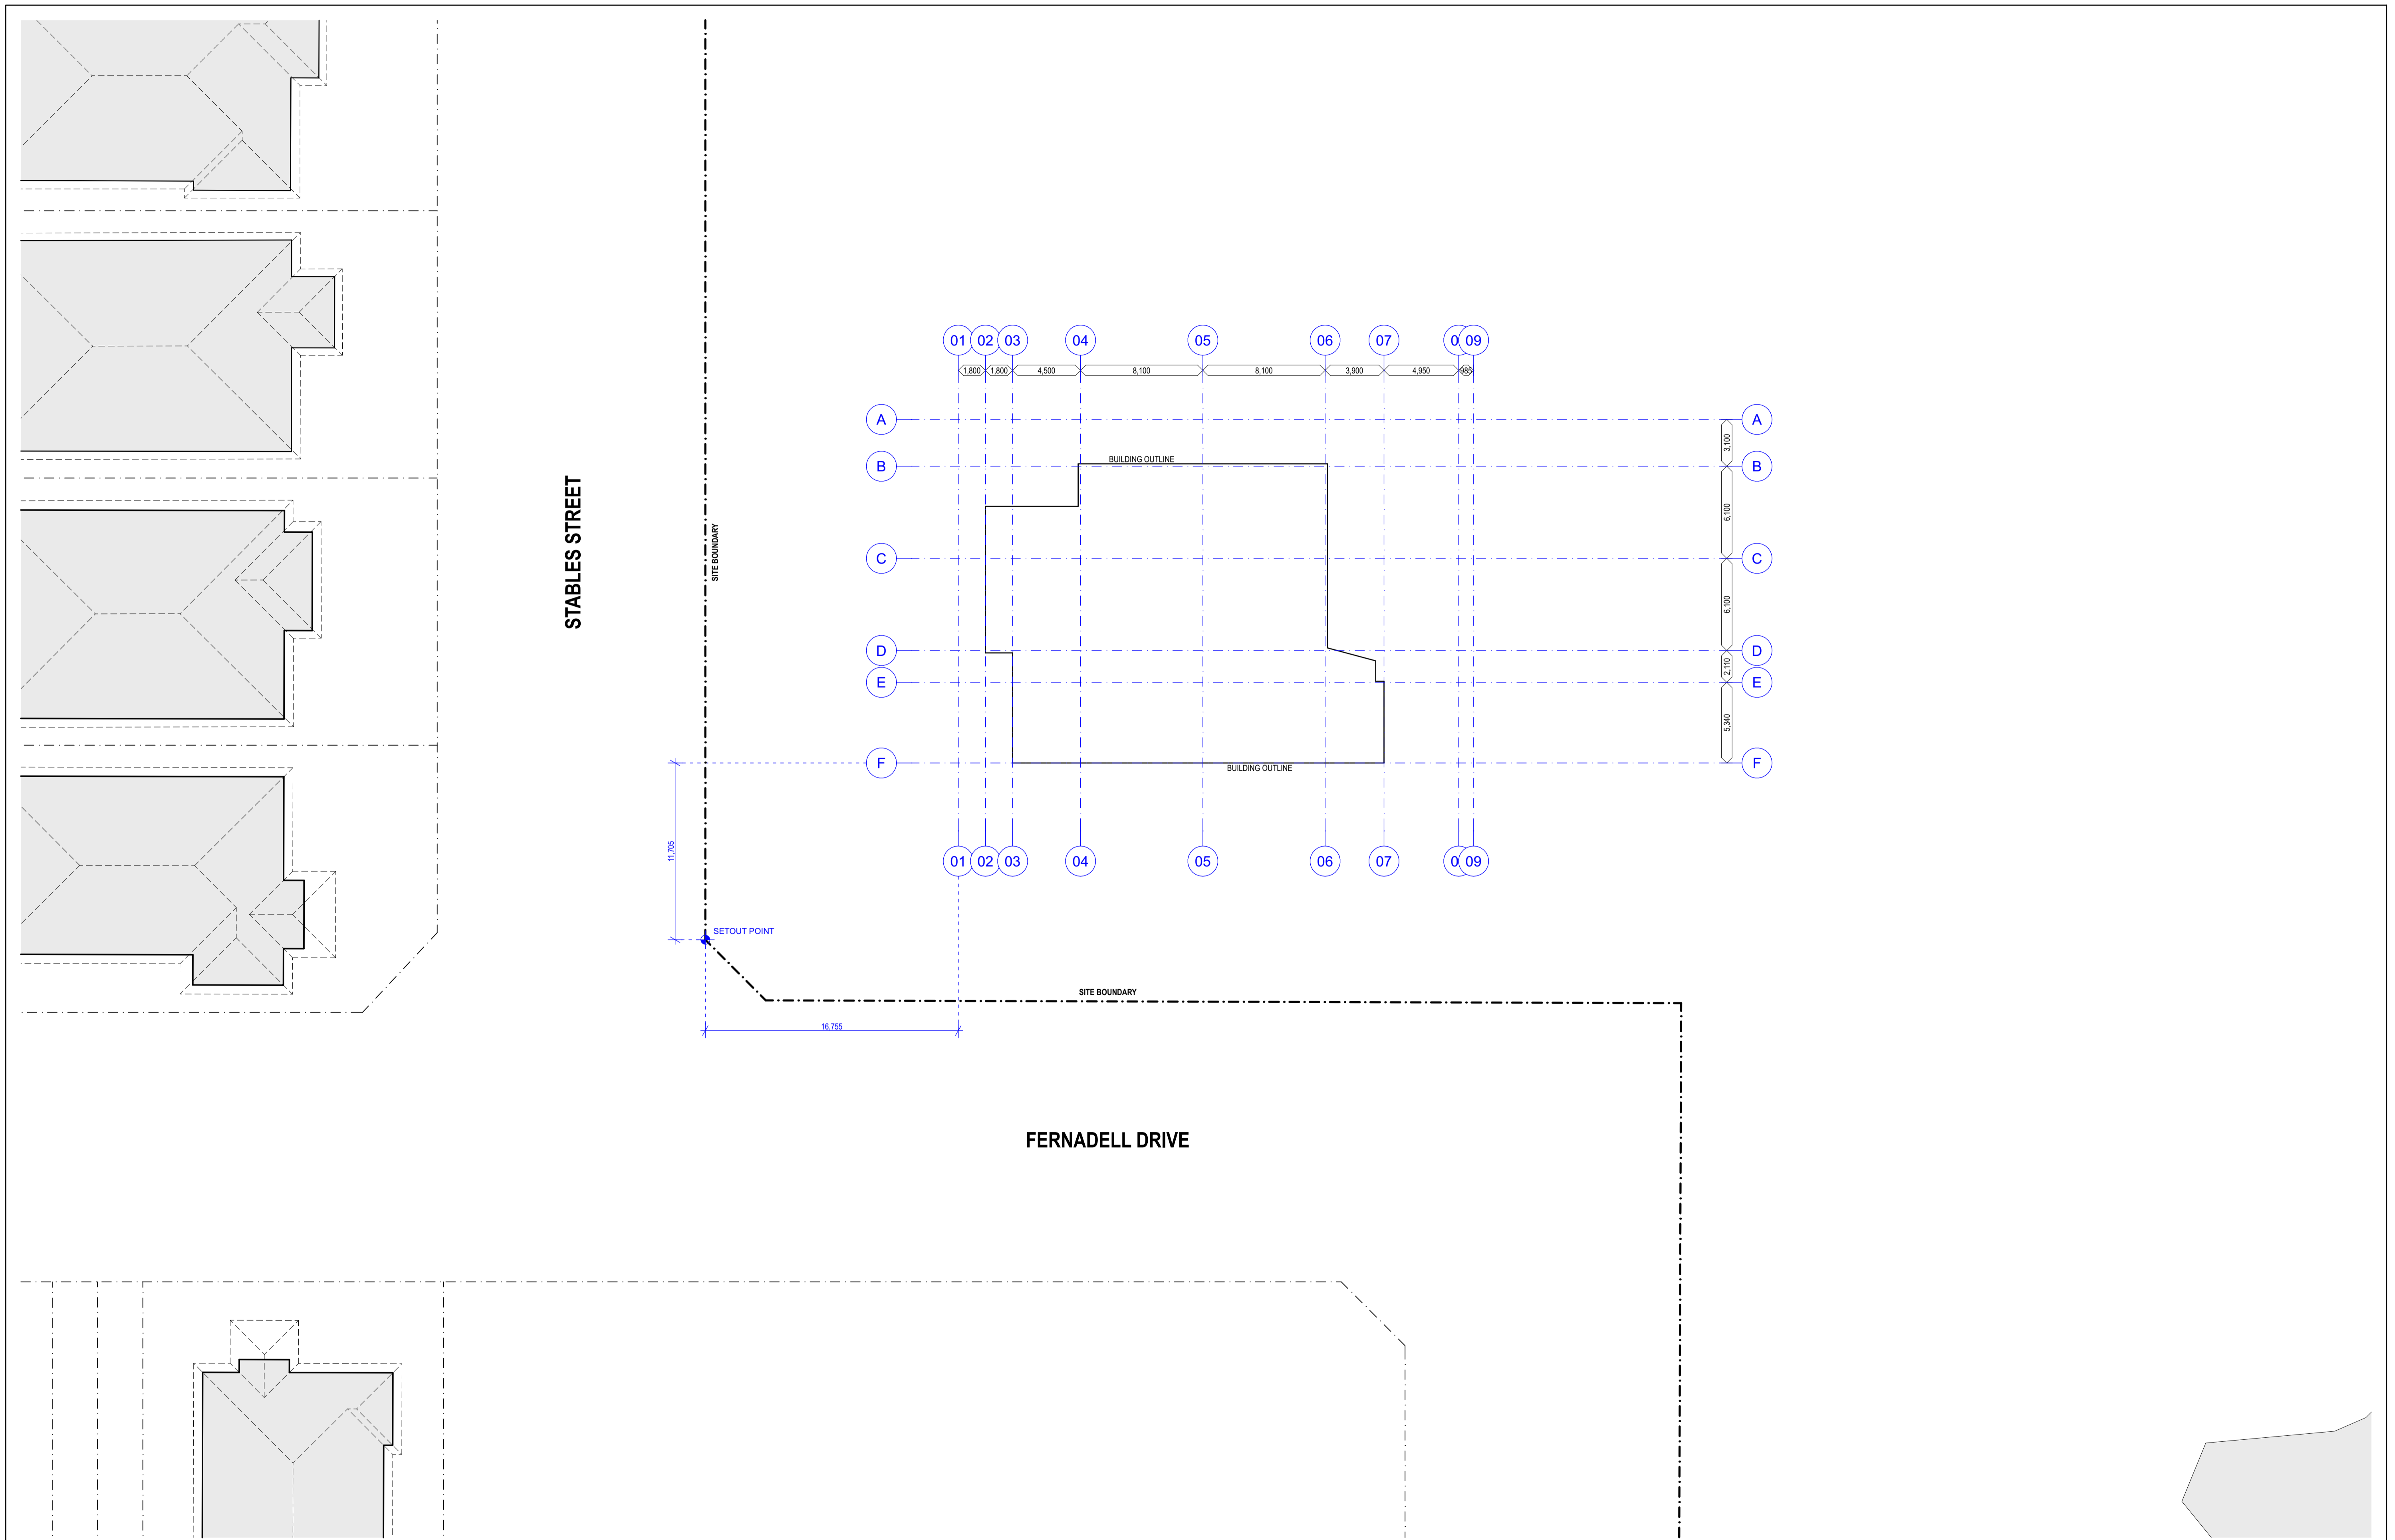 01 02 03 04 05 06 07 0 09
1,800 1,800 4,500 8,100 8,100 3,900 4,950 985
A A
3,100
B BUILDING OUTLINE B
6,100
STABLES STREET
SITE BOUNDARY
C C
6,100
D D
2,110
E E
5,340
F F
BUILDING OUTLINE
11,705
01 02 03 04 05 06 07 0 09
SETOUT POINT
SITE BOUNDARY
16,755
FERNADELL DRIVE